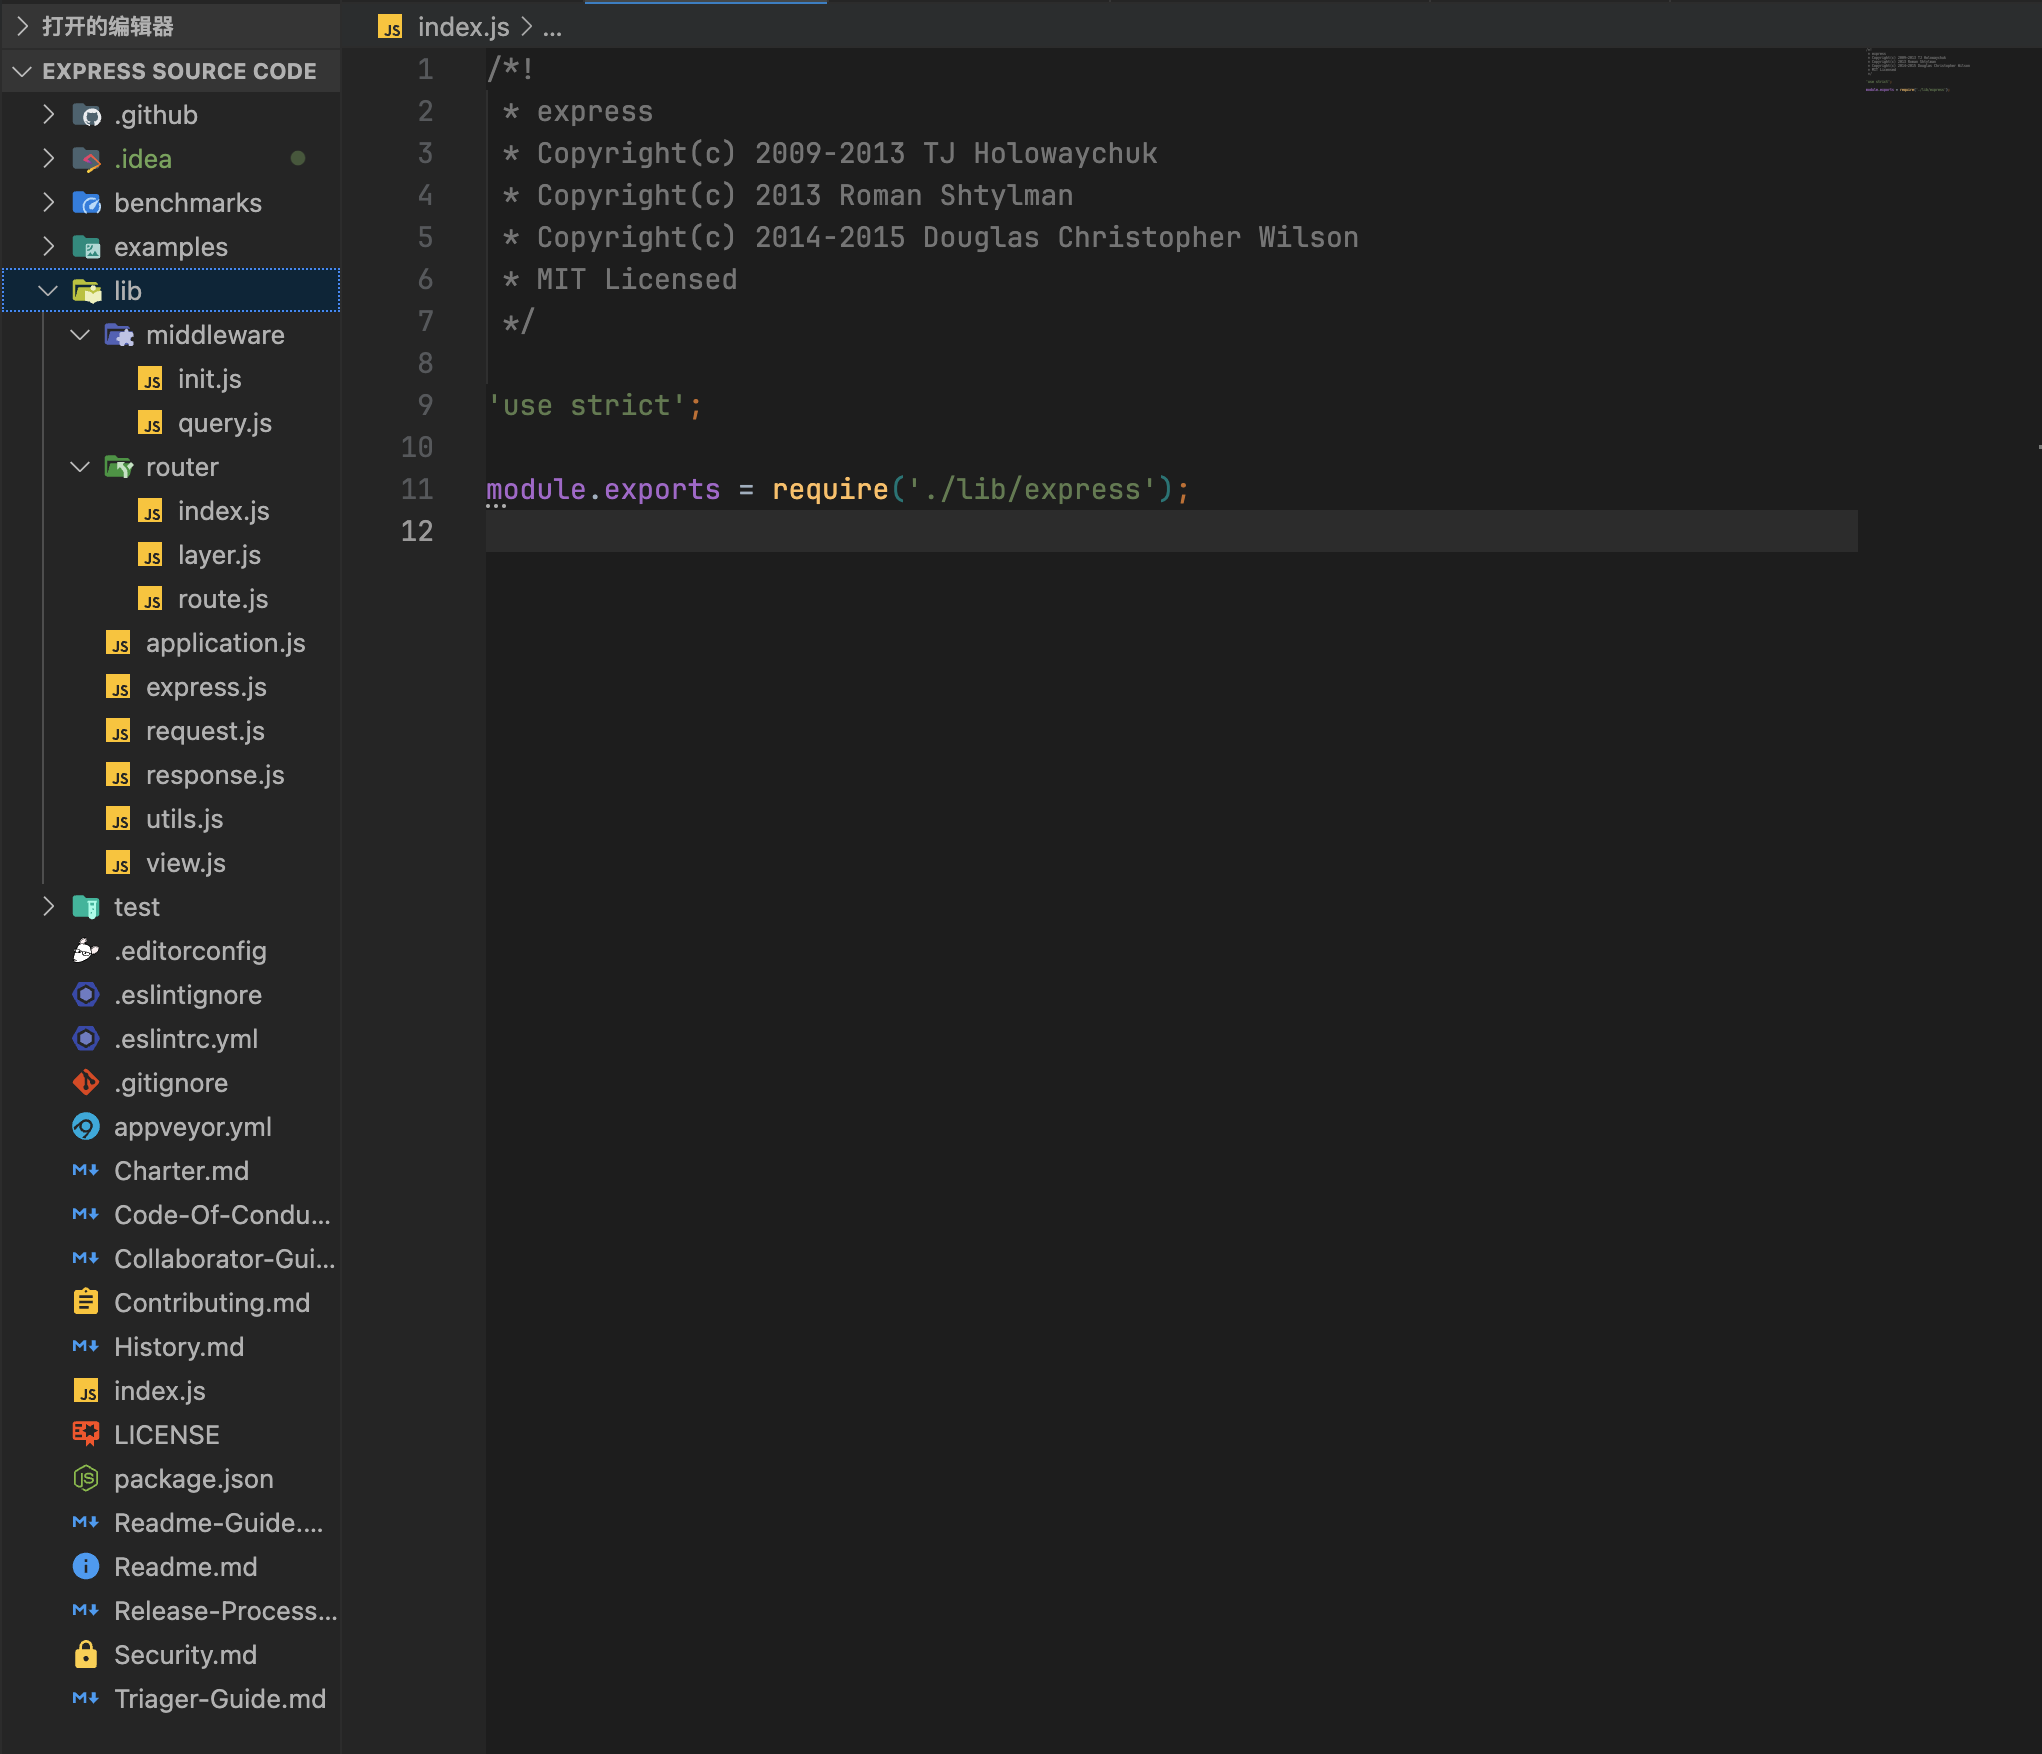 打开的编辑器
EXPRESS SOURCE CODE
.github
.idea
benchmarks
examples
lib
middleware
init.js
query.js
router
index.js
layer.js
route.js
application.js
express.js
request.js
response.js
utils.js
view.js
test
.editorconfig
.eslintignore
.eslintrc.yml
.gitignore
appveyor.yml
Charter.md
Code-Of-Condu...
Collaborator-Gui...
Contributing.md
History.md
index.js
LICENSE
package.json
Readme-Guide....
Readme.md
Release-Process...
Security.md
Triager-Guide.md
index.js > ...
1 /*!
2  * express
3  * Copyright(c) 2009-2013 TJ Holowaychuk
4  * Copyright(c) 2013 Roman Shtylman
5  * Copyright(c) 2014-2015 Douglas Christopher Wilson
6  * MIT Licensed
7  */
8
9 'use strict';
10
11 module.exports = require('./lib/express');
12